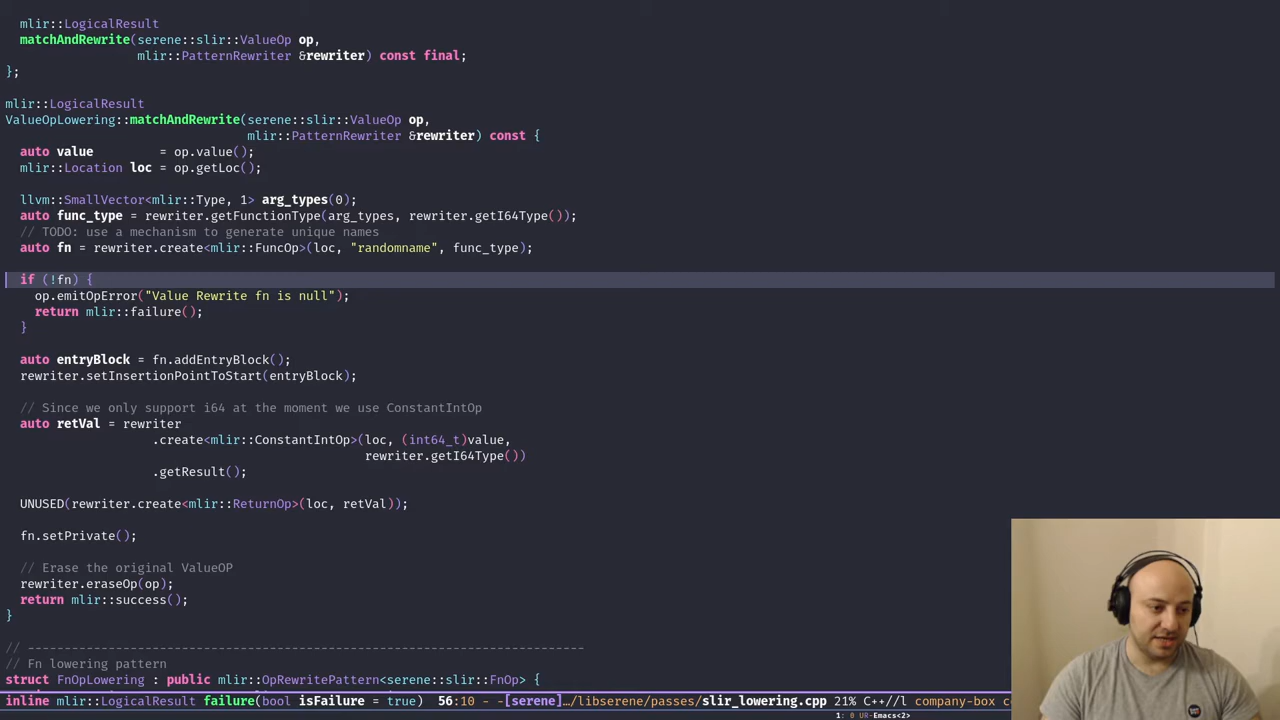 mlir::LogicalResult
matchAndRewrite(serene::slir::ValueOp op,
mlir::PatternRewriter &rewriter) const final;
};
mlir::LogicalResult
ValueOpLowering::matchAndRewrite(serene::slir::ValueOp op,
mlir::PatternRewriter &rewriter) const {
auto value         = op.value();
mlir::Location loc = op.getLoc();
llvm::SmallVector<mlir::Type, 1> arg_types(0);
auto func_type = rewriter.getFunctionType(arg_types, rewriter.getI64Type());
// TODO: use a mechanism to generate unique names
auto fn = rewriter.create<mlir::FuncOp>(loc, "randomname", func_type);
if (!fn) {
op.emitOpError("Value Rewrite fn is null");
return mlir::failure();
}
auto entryBlock = fn.addEntryBlock();
rewriter.setInsertionPointToStart(entryBlock);
// Since we only support i64 at the moment we use ConstantIntOp
auto retVal = rewriter
.create<mlir::ConstantIntOp>(loc, (int64_t)value,
rewriter.getI64Type())
.getResult();
UNUSED(rewriter.create<mlir::ReturnOp>(loc, retVal));
fn.setPrivate();
// Erase the original ValueOP
rewriter.eraseOp(op);
return mlir::success();
}
// ----------------------------------------------------------------------------
// Fn lowering pattern
struct FnOpLowering : public mlir::OpRewritePattern<serene::slir::FnOp> {
inline mlir::LogicalResult failure(bool isFailure = true) 56:10 - -[serene]…/libserene/passes/slir_lowering.cpp 21% C++//l company-box c
1: 0 UR-Emacs<2>